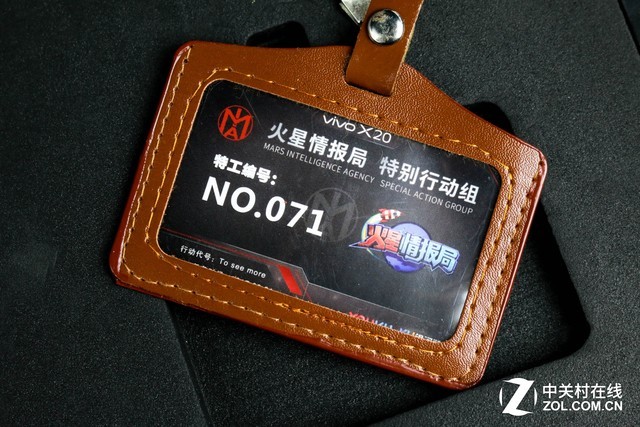 vivo X20
火星情报局 特别行动组
MARS INTELLIGENCE AGENCY SPECIAL ACTION GROUP
特工编号：
NO.071
火星情报局
行动代号：To see more
中关村在线
ZOL.COM.CN